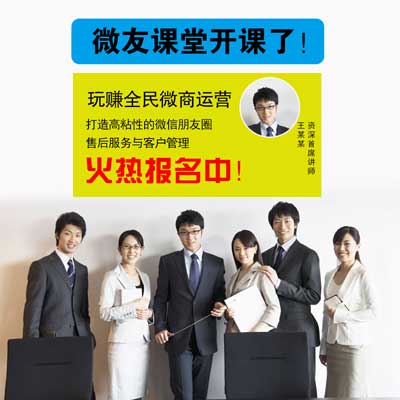 微友课堂开课了!
玩赚全民微商运营
打造高粘性的微信朋友圈
售后服务与客户管理
火热报名中!
资深首席讲师
王某某